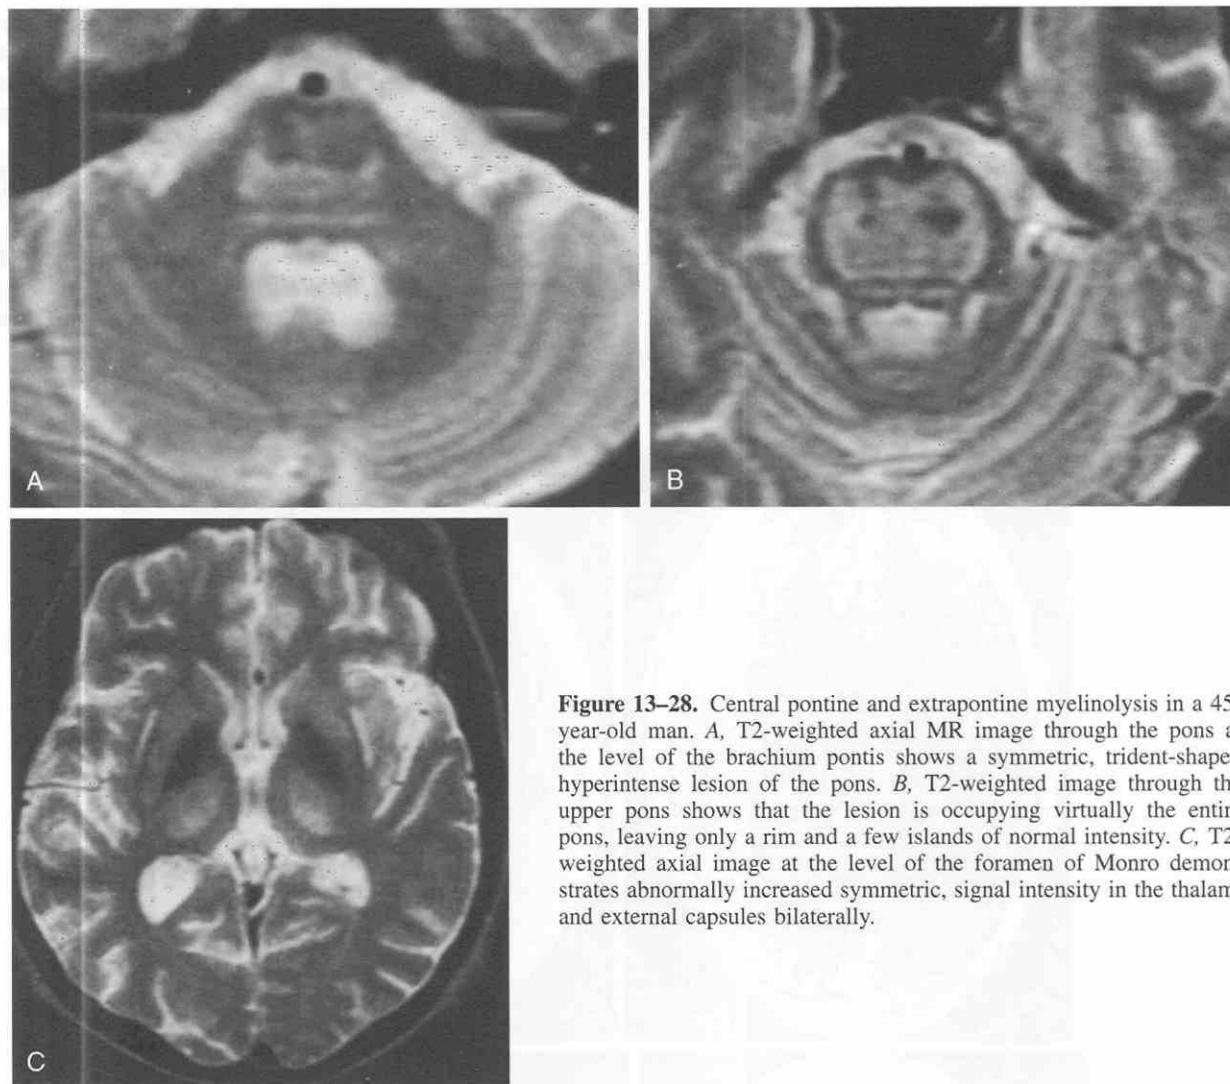 A
B
C
Figure 13–28. Central pontine and extrapontine myelinolysis in a 45
year-old man. A, T2-weighted axial MR image through the pons a
the level of the brachium pontis shows a symmetric, trident-shape
hyperintense lesion of the pons. B, T2-weighted image through th
upper pons shows that the lesion is occupying virtually the entir
pons, leaving only a rim and a few islands of normal intensity. C, T2
weighted axial image at the level of the foramen of Monro demon
strates abnormally increased symmetric, signal intensity in the thalam
and external capsules bilaterally.